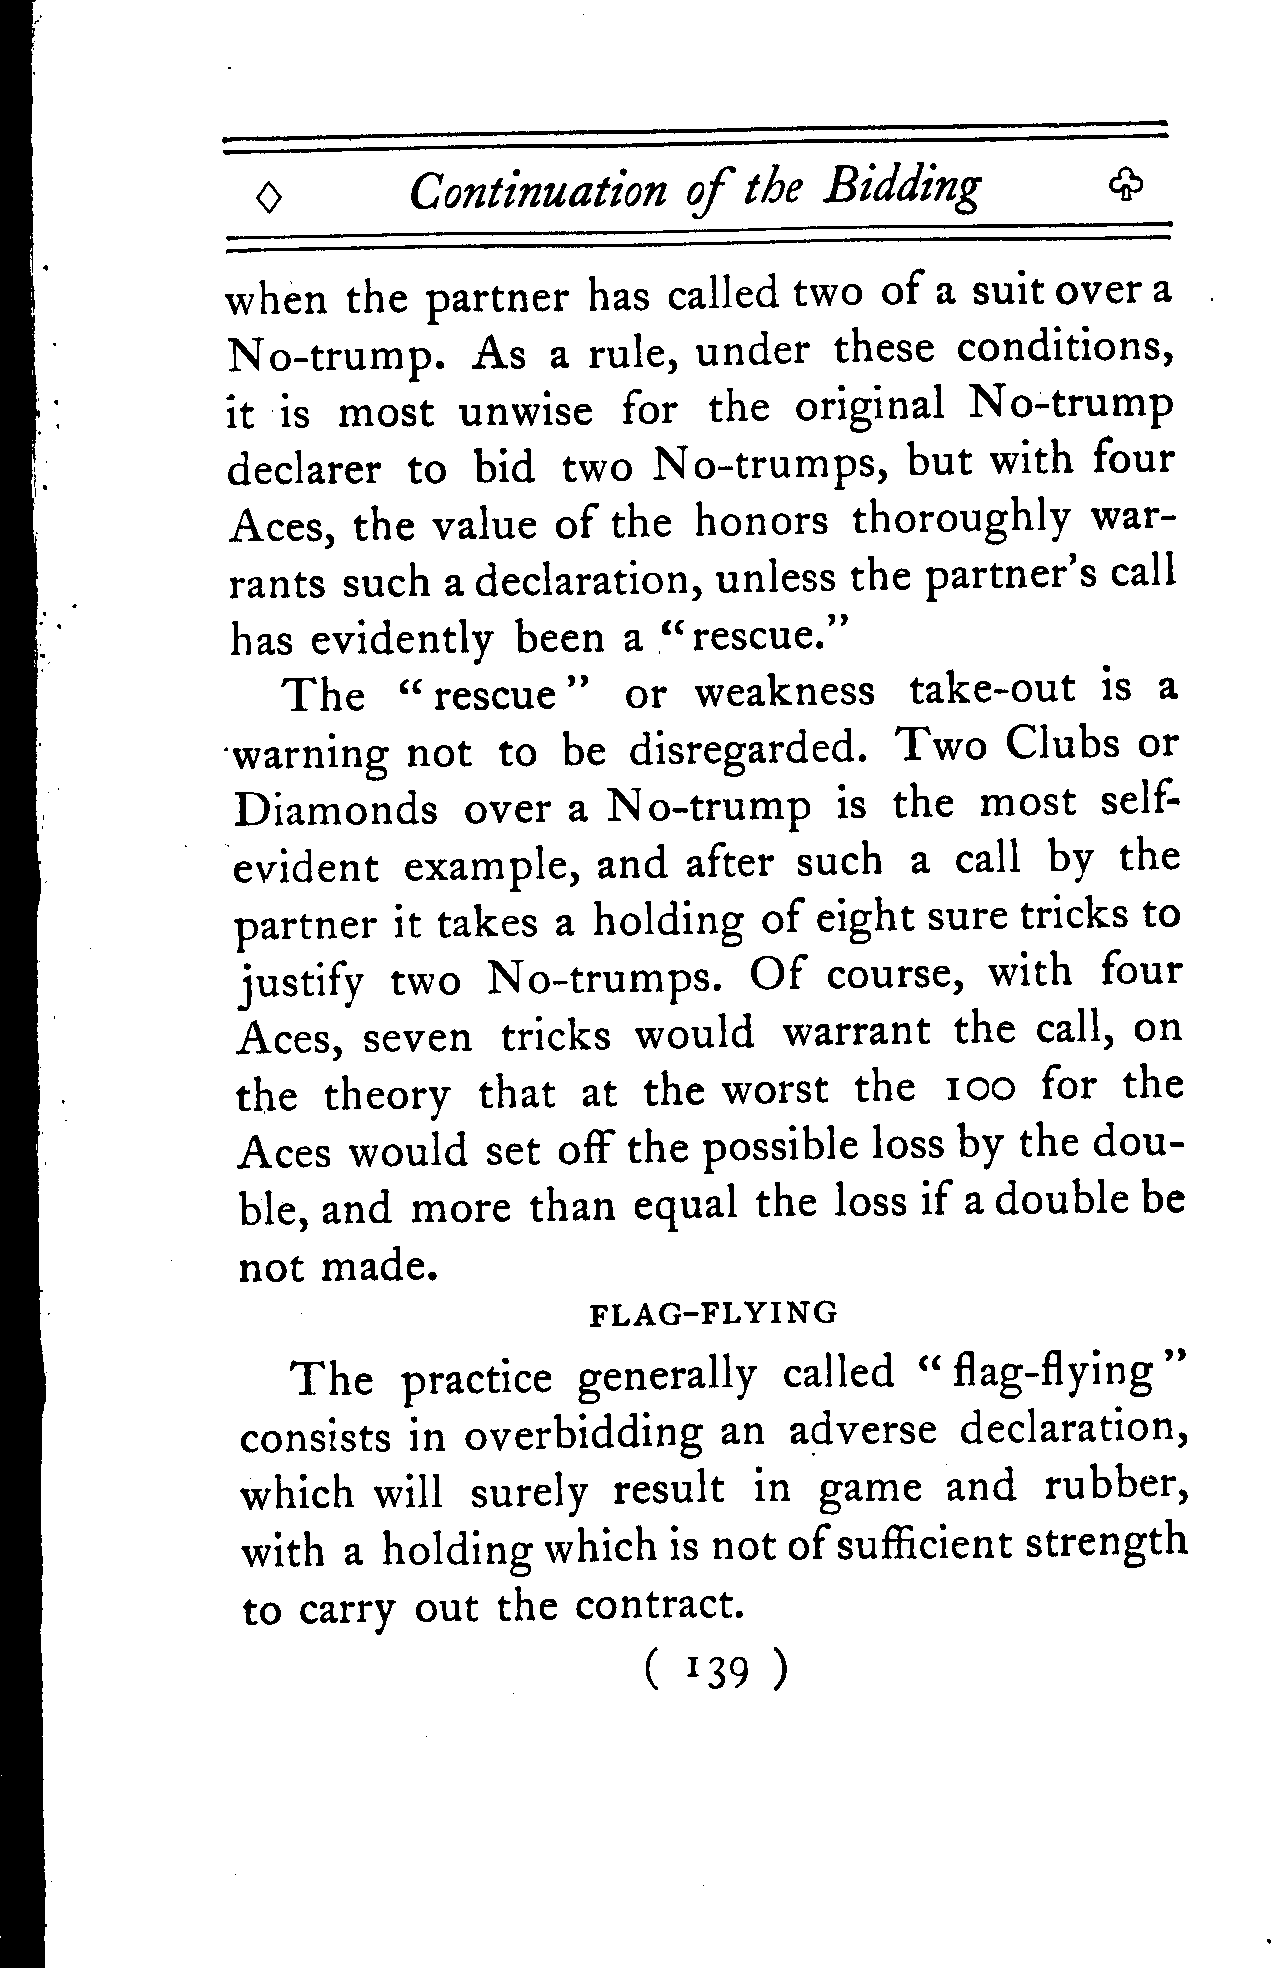 ◇ Continuation of the Bidding ♧
when the partner has called two of a suit over a
No-trump. As a rule, under these conditions,
it is most unwise for the original No-trump
declarer to bid two No-trumps, but with four
Aces, the value of the honors thoroughly war-
rants such a declaration, unless the partner's call
has evidently been a "rescue."
The "rescue" or weakness take-out is a
warning not to be disregarded. Two Clubs or
Diamonds over a No-trump is the most self-
evident example, and after such a call by the
partner it takes a holding of eight sure tricks to
justify two No-trumps. Of course, with four
Aces, seven tricks would warrant the call, on
the theory that at the worst the 100 for the
Aces would set off the possible loss by the dou-
ble, and more than equal the loss if a double be
not made.
FLAG-FLYING
The practice generally called "flag-flying"
consists in overbidding an adverse declaration,
which will surely result in game and rubber,
with a holding which is not of sufficient strength
to carry out the contract.
( 139 )